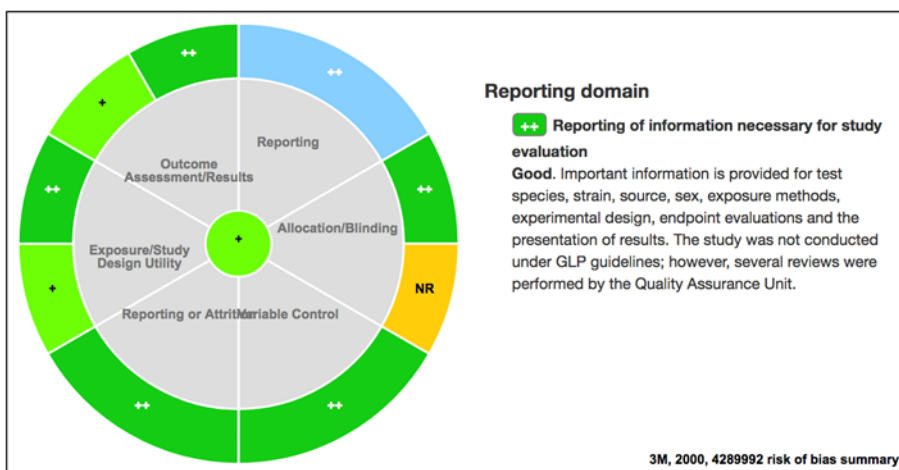 ++
++
+
++
+
++
++
NR
++
+
Reporting
Outcome
Assessment/Results
Allocation/Blinding
Exposure/Study
Design Utility
Reporting or Attrition
Variable Control
Reporting domain
++ Reporting of information necessary for study
evaluation
Good. Important information is provided for test
species, strain, source, sex, exposure methods,
experimental design, endpoint evaluations and the
presentation of results. The study was not conducted
under GLP guidelines; however, several reviews were
performed by the Quality Assurance Unit.
3M, 2000, 4289992 risk of bias summary